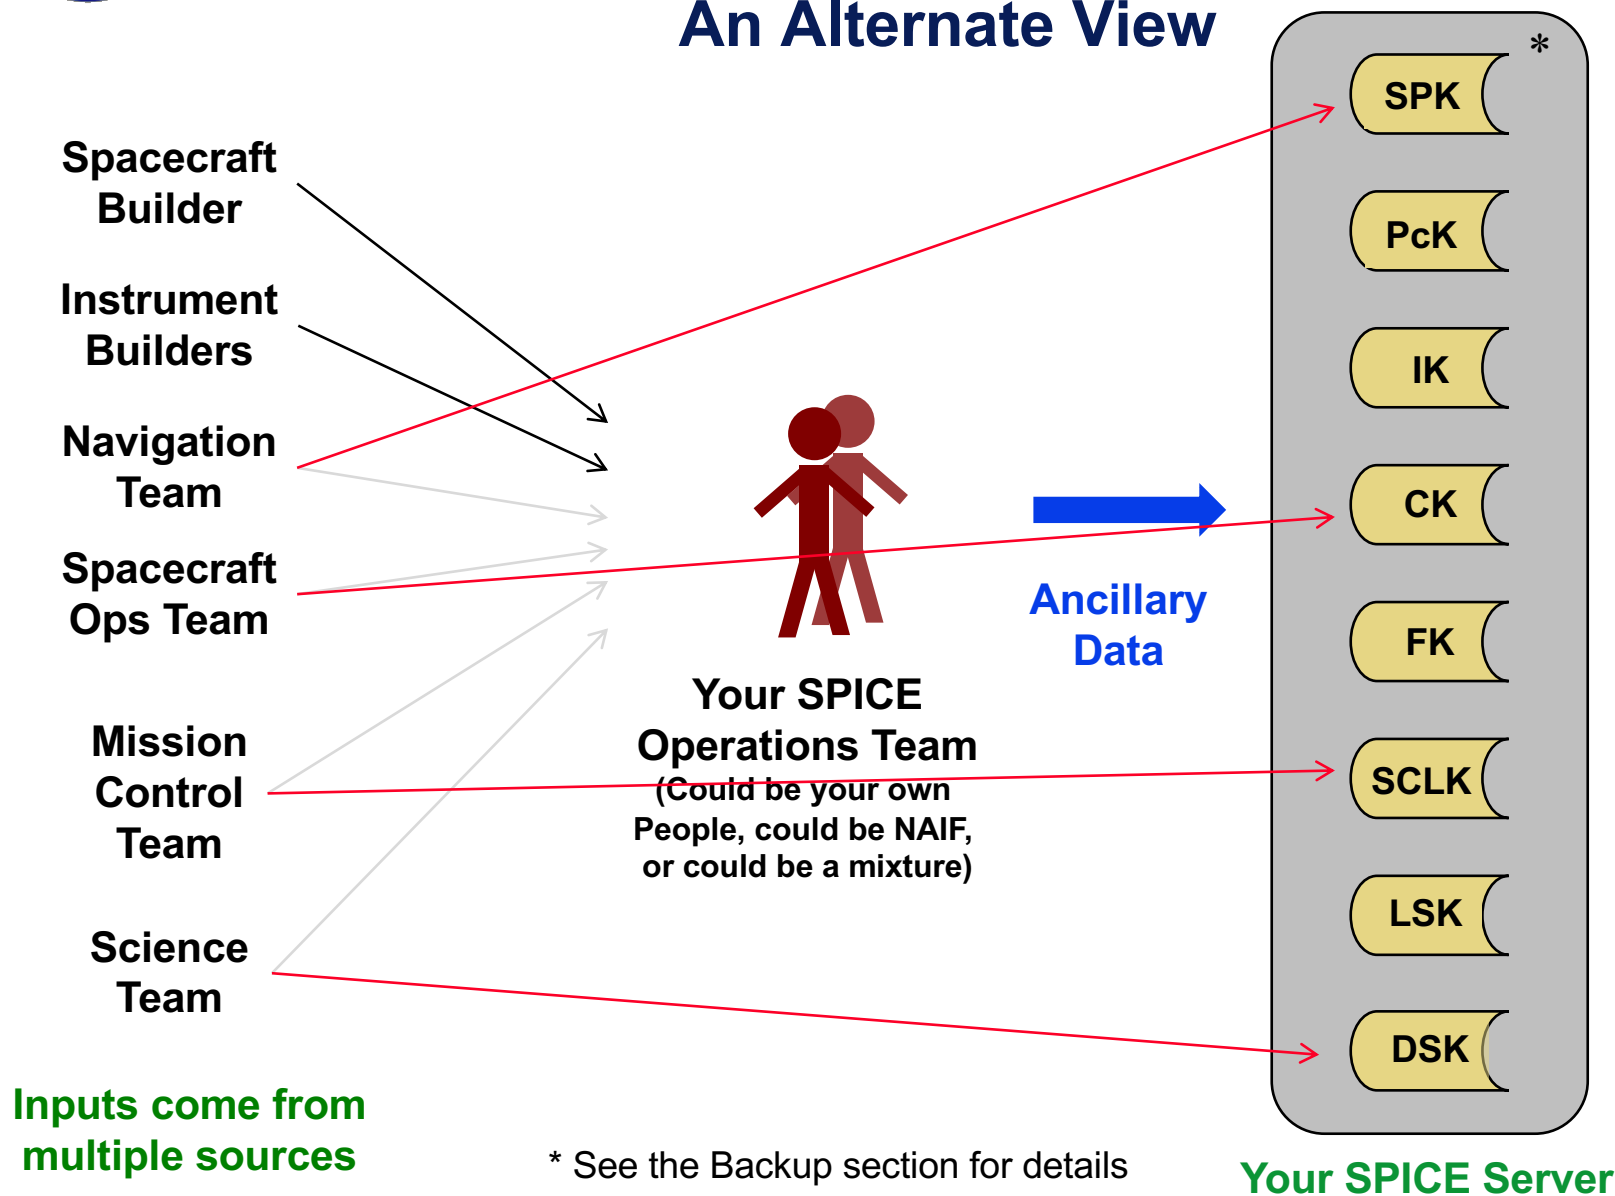 An Alternate View
Spacecraft
Builder
Instrument
Builders
Navigation
Team
Spacecraft
Ops Team
Mission
Control
Team
Science
Team
Inputs come from
multiple sources
Your SPICE
Operations Team
(Could be your own
People, could be NAIF,
or could be a mixture)
Ancillary
Data
*
SPK
PcK
IK
CK
FK
SCLK
LSK
DSK
* See the Backup section for details
Your SPICE Server